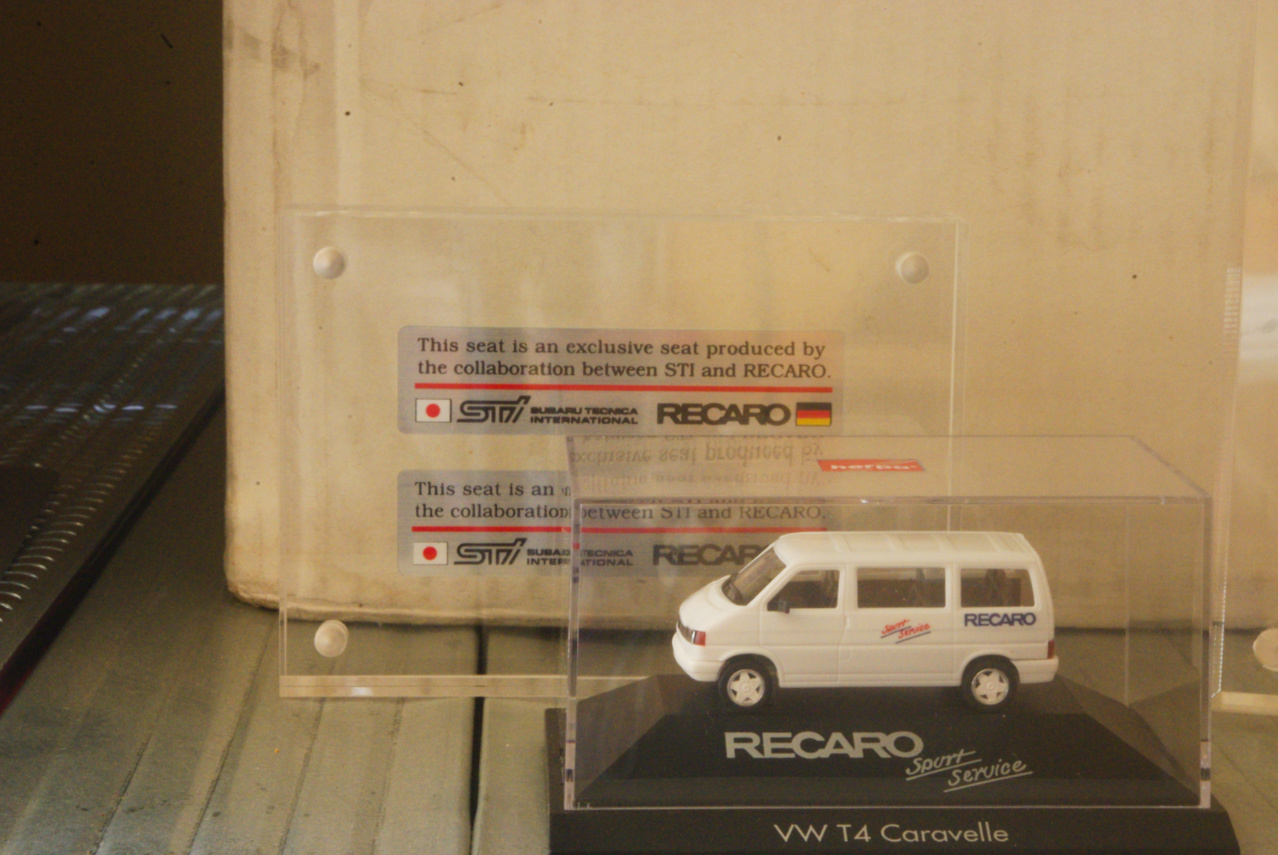 This seat is an exclusive seat produced by
the collaboration between STI and RECARO.
STI SUBARU TECNICA INTERNATIONAL RECARO
herpa
This seat is an
the collaboration between STI and RECARO.
STI SUBARU TECNICA INTERNATIONAL RECARO
Sport Service
RECARO
RECARO
Sport
Service
VW T4 Caravelle